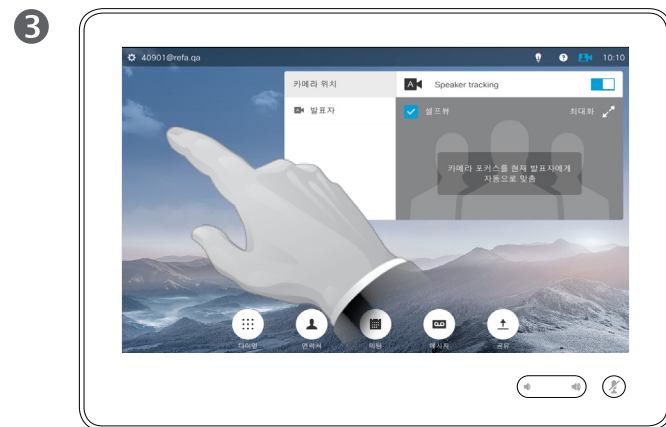 3
40901@refa.qa
10:10
카메라 위치
Speaker tracking
발표자
셀프뷰
최대화
카메라 포커스를 현재 발표자에게
자동으로 맞춤
다이얼
연락처
미팅
메시지
공유